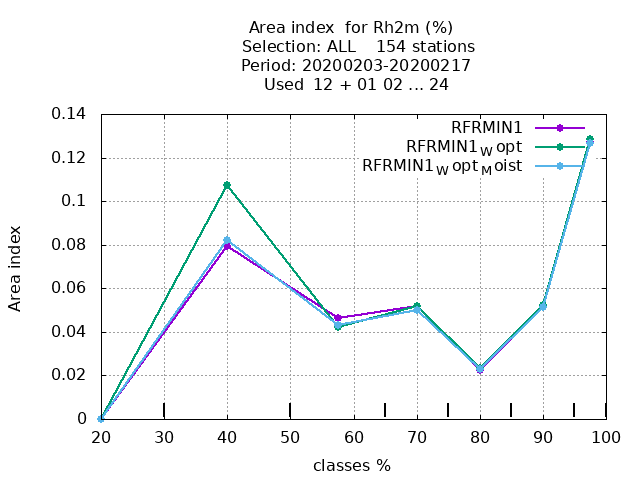 Area index  for Rh2m (%)
Selection: ALL    154 stations
Period: 20200203-20200217
Used  12 + 01 02 ... 24
RFRMIN1
RFRMIN1Wopt
RFRMIN1WoptMoist
0.14
0.12
0.1
0.08
0.06
0.04
0.02
0
Area index
20 30 40 50 60 70 80 90 100
classes %